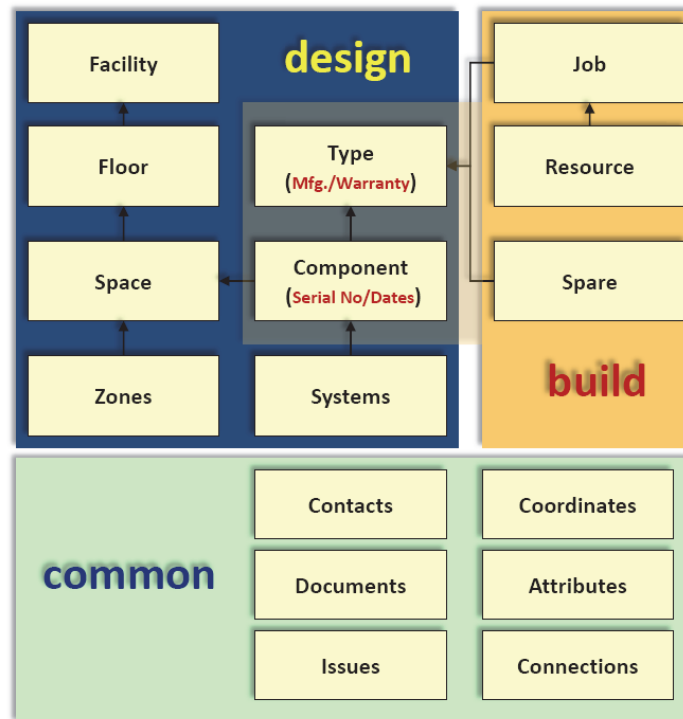 design
Facility
Floor
Space
Zones
Type
(Mfg./Warranty)
Component
(Serial No/Dates)
Systems
Job
Resource
Spare
build
common
Contacts
Coordinates
Documents
Attributes
Issues
Connections